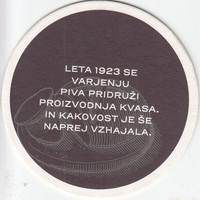 LETA 1923 SE
VARJENJU
PIVA PRIDRUŽI
PROIZVODNJA KVASA.
IN KAKOVOST JE ŠE
NAPREJ VZHAJALA.